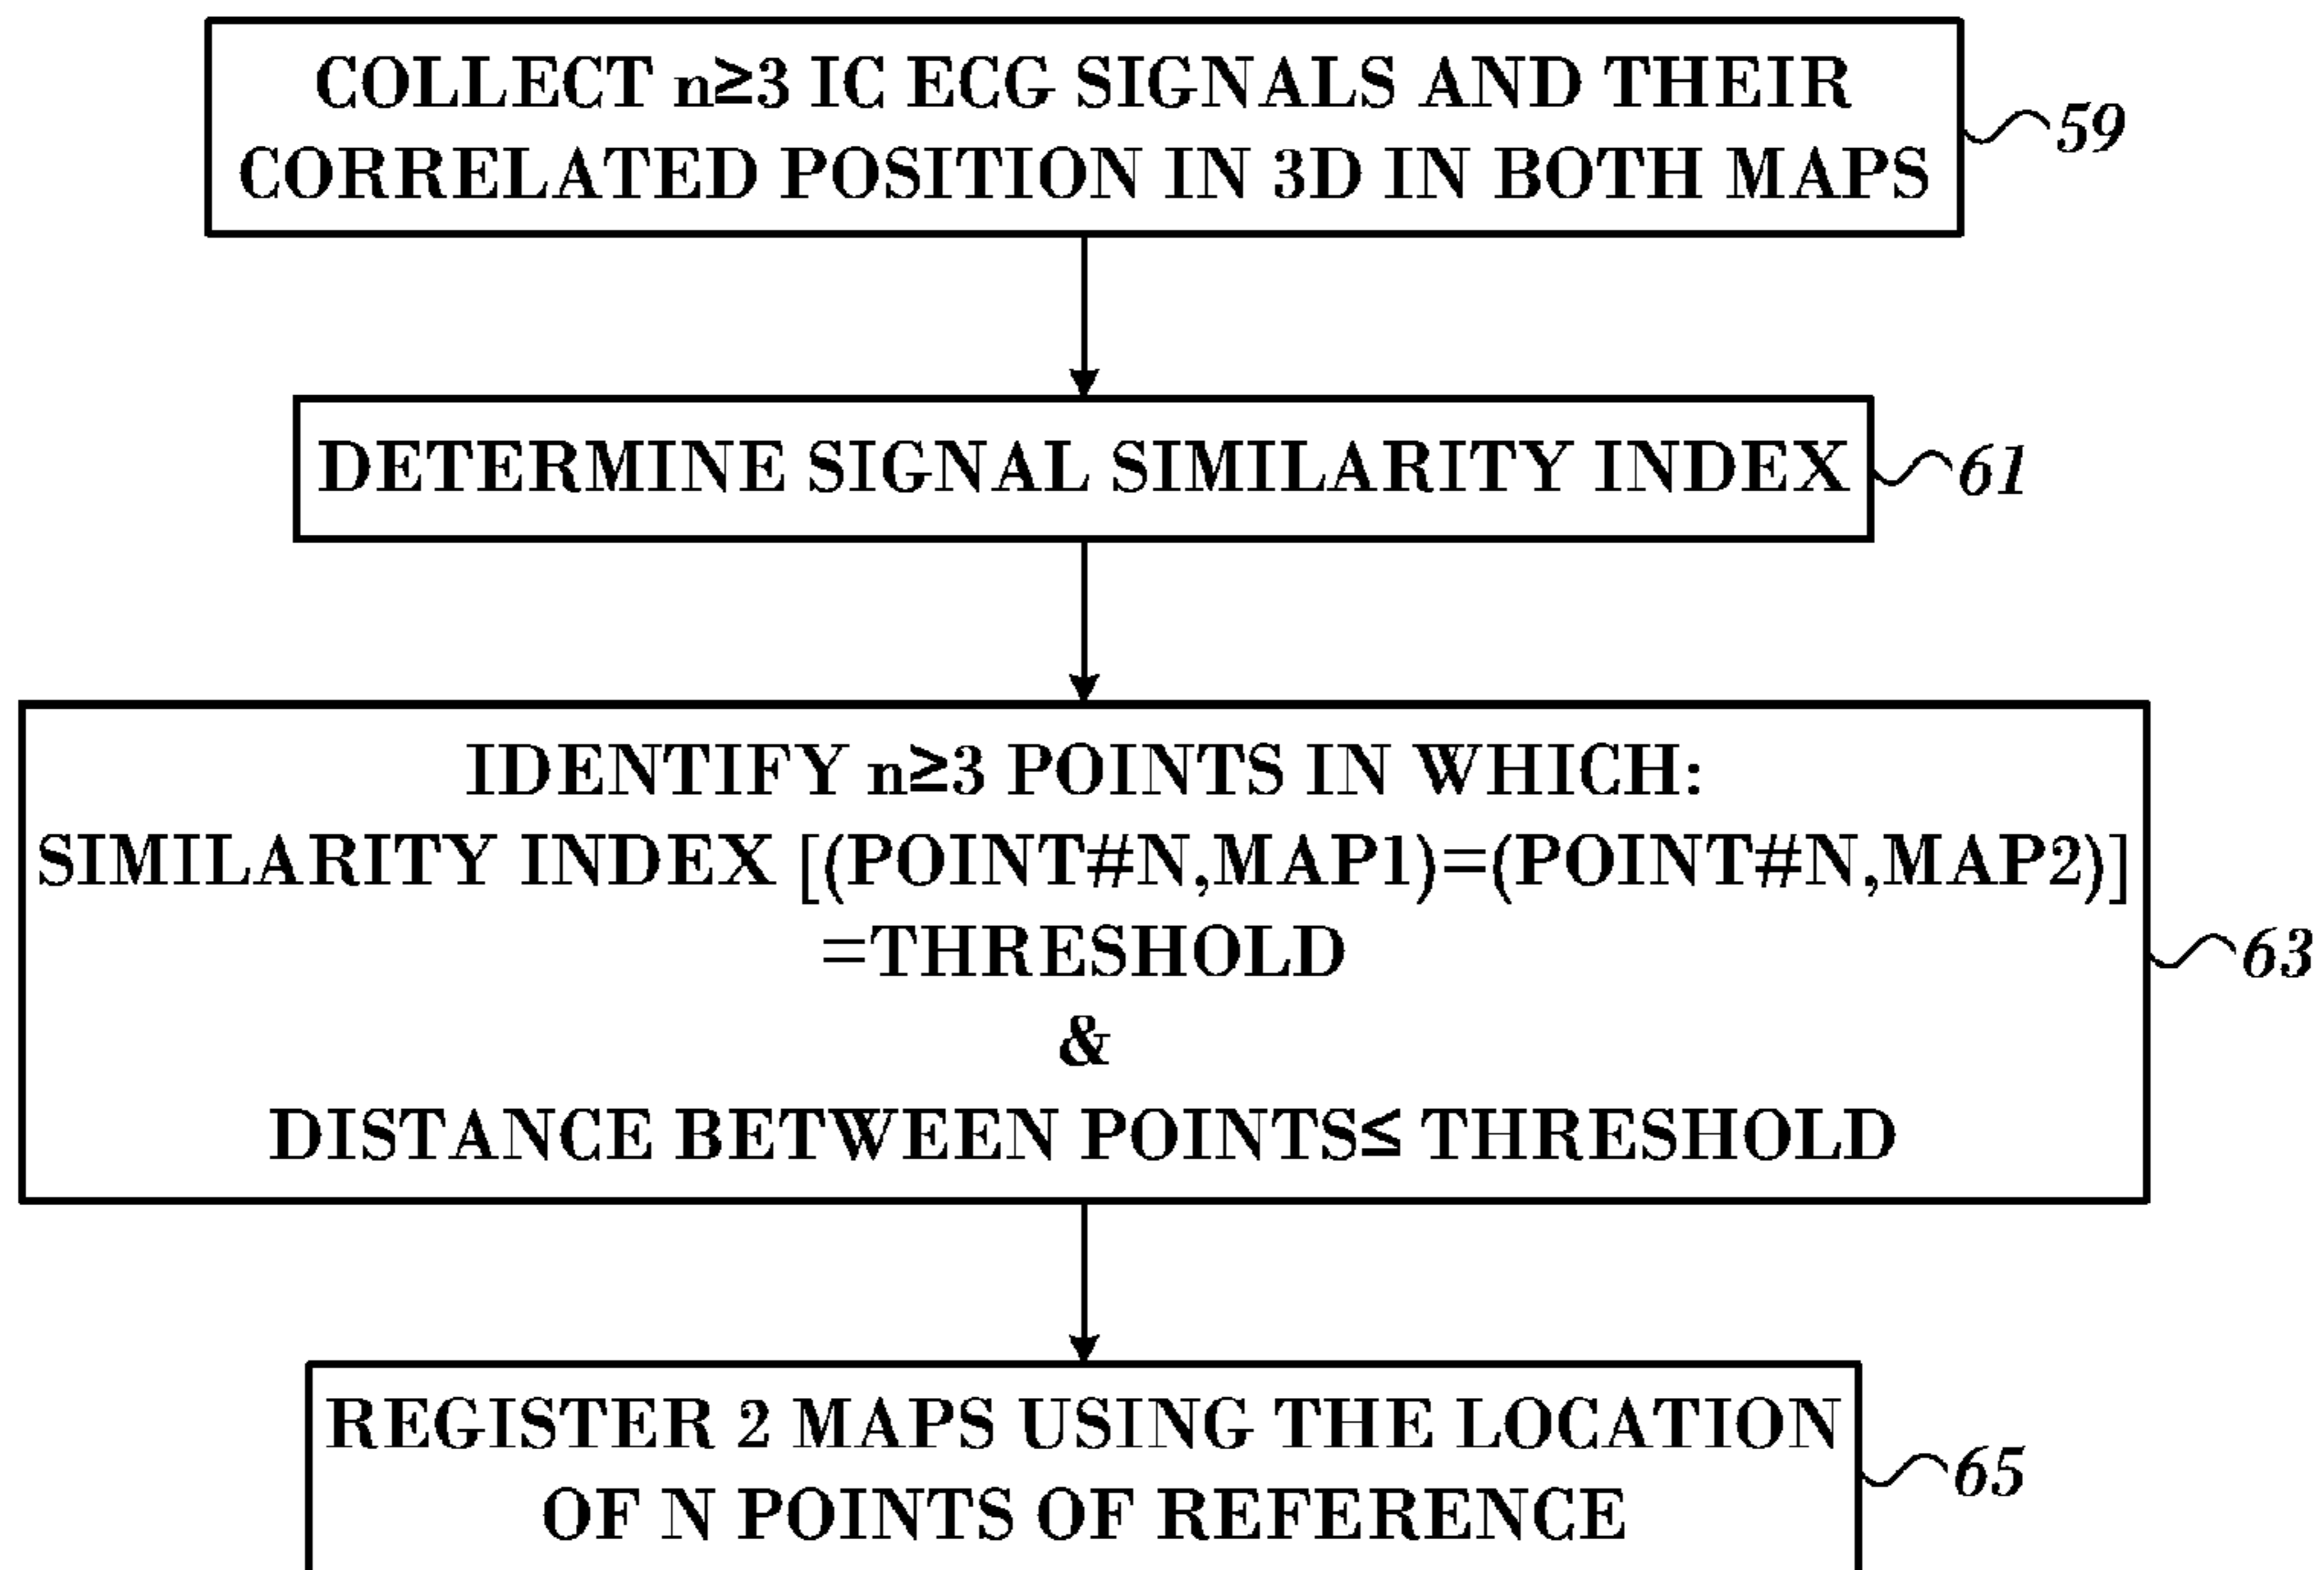 COLLECT n≥3 IC ECG SIGNALS AND THEIR
CORRELATED POSITION IN 3D IN BOTH MAPS
59
DETERMINE SIGNAL SIMILARITY INDEX
61
IDENTIFY n≥3 POINTS IN WHICH:
SIMILARITY INDEX [(POINT#N,MAP1)=(POINT#N,MAP2)]
=THRESHOLD
&
DISTANCE BETWEEN POINTS≤ THRESHOLD
63
REGISTER 2 MAPS USING THE LOCATION
OF N POINTS OF REFERENCE
65